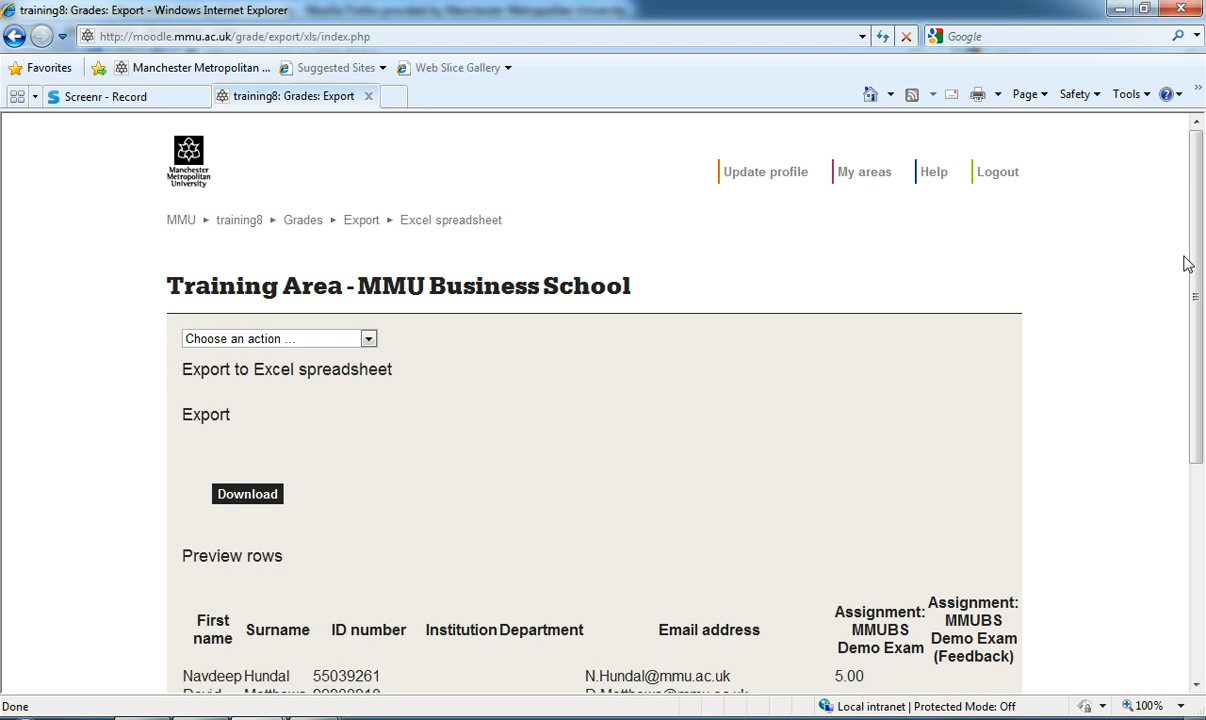 training8: Grades: Export - Windows Internet Explorer
http://moodle.mmu.ac.uk/grade/export/xls/index.php
Google
Favorites
Manchester Metropolitan ...
Suggested Sites
Web Slice Gallery
Screenr - Record
training8: Grades: Export
Page
Safety
Tools
Manchester
Metropolitan
University
Update profile
My areas
Help
Logout
MMU ► training8 ► Grades ► Export ► Excel spreadsheet
Training Area - MMU Business School
Choose an action ...
Export to Excel spreadsheet
Export
Download
Preview rows
First name
Surname
ID number
Institution
Department
Email address
Assignment: MMUBS Demo Exam
Assignment: MMUBS Demo Exam (Feedback)
Navdeep Hundal 55039261 N.Hundal@mmu.ac.uk 5.00
Done
Local intranet | Protected Mode: Off
100%